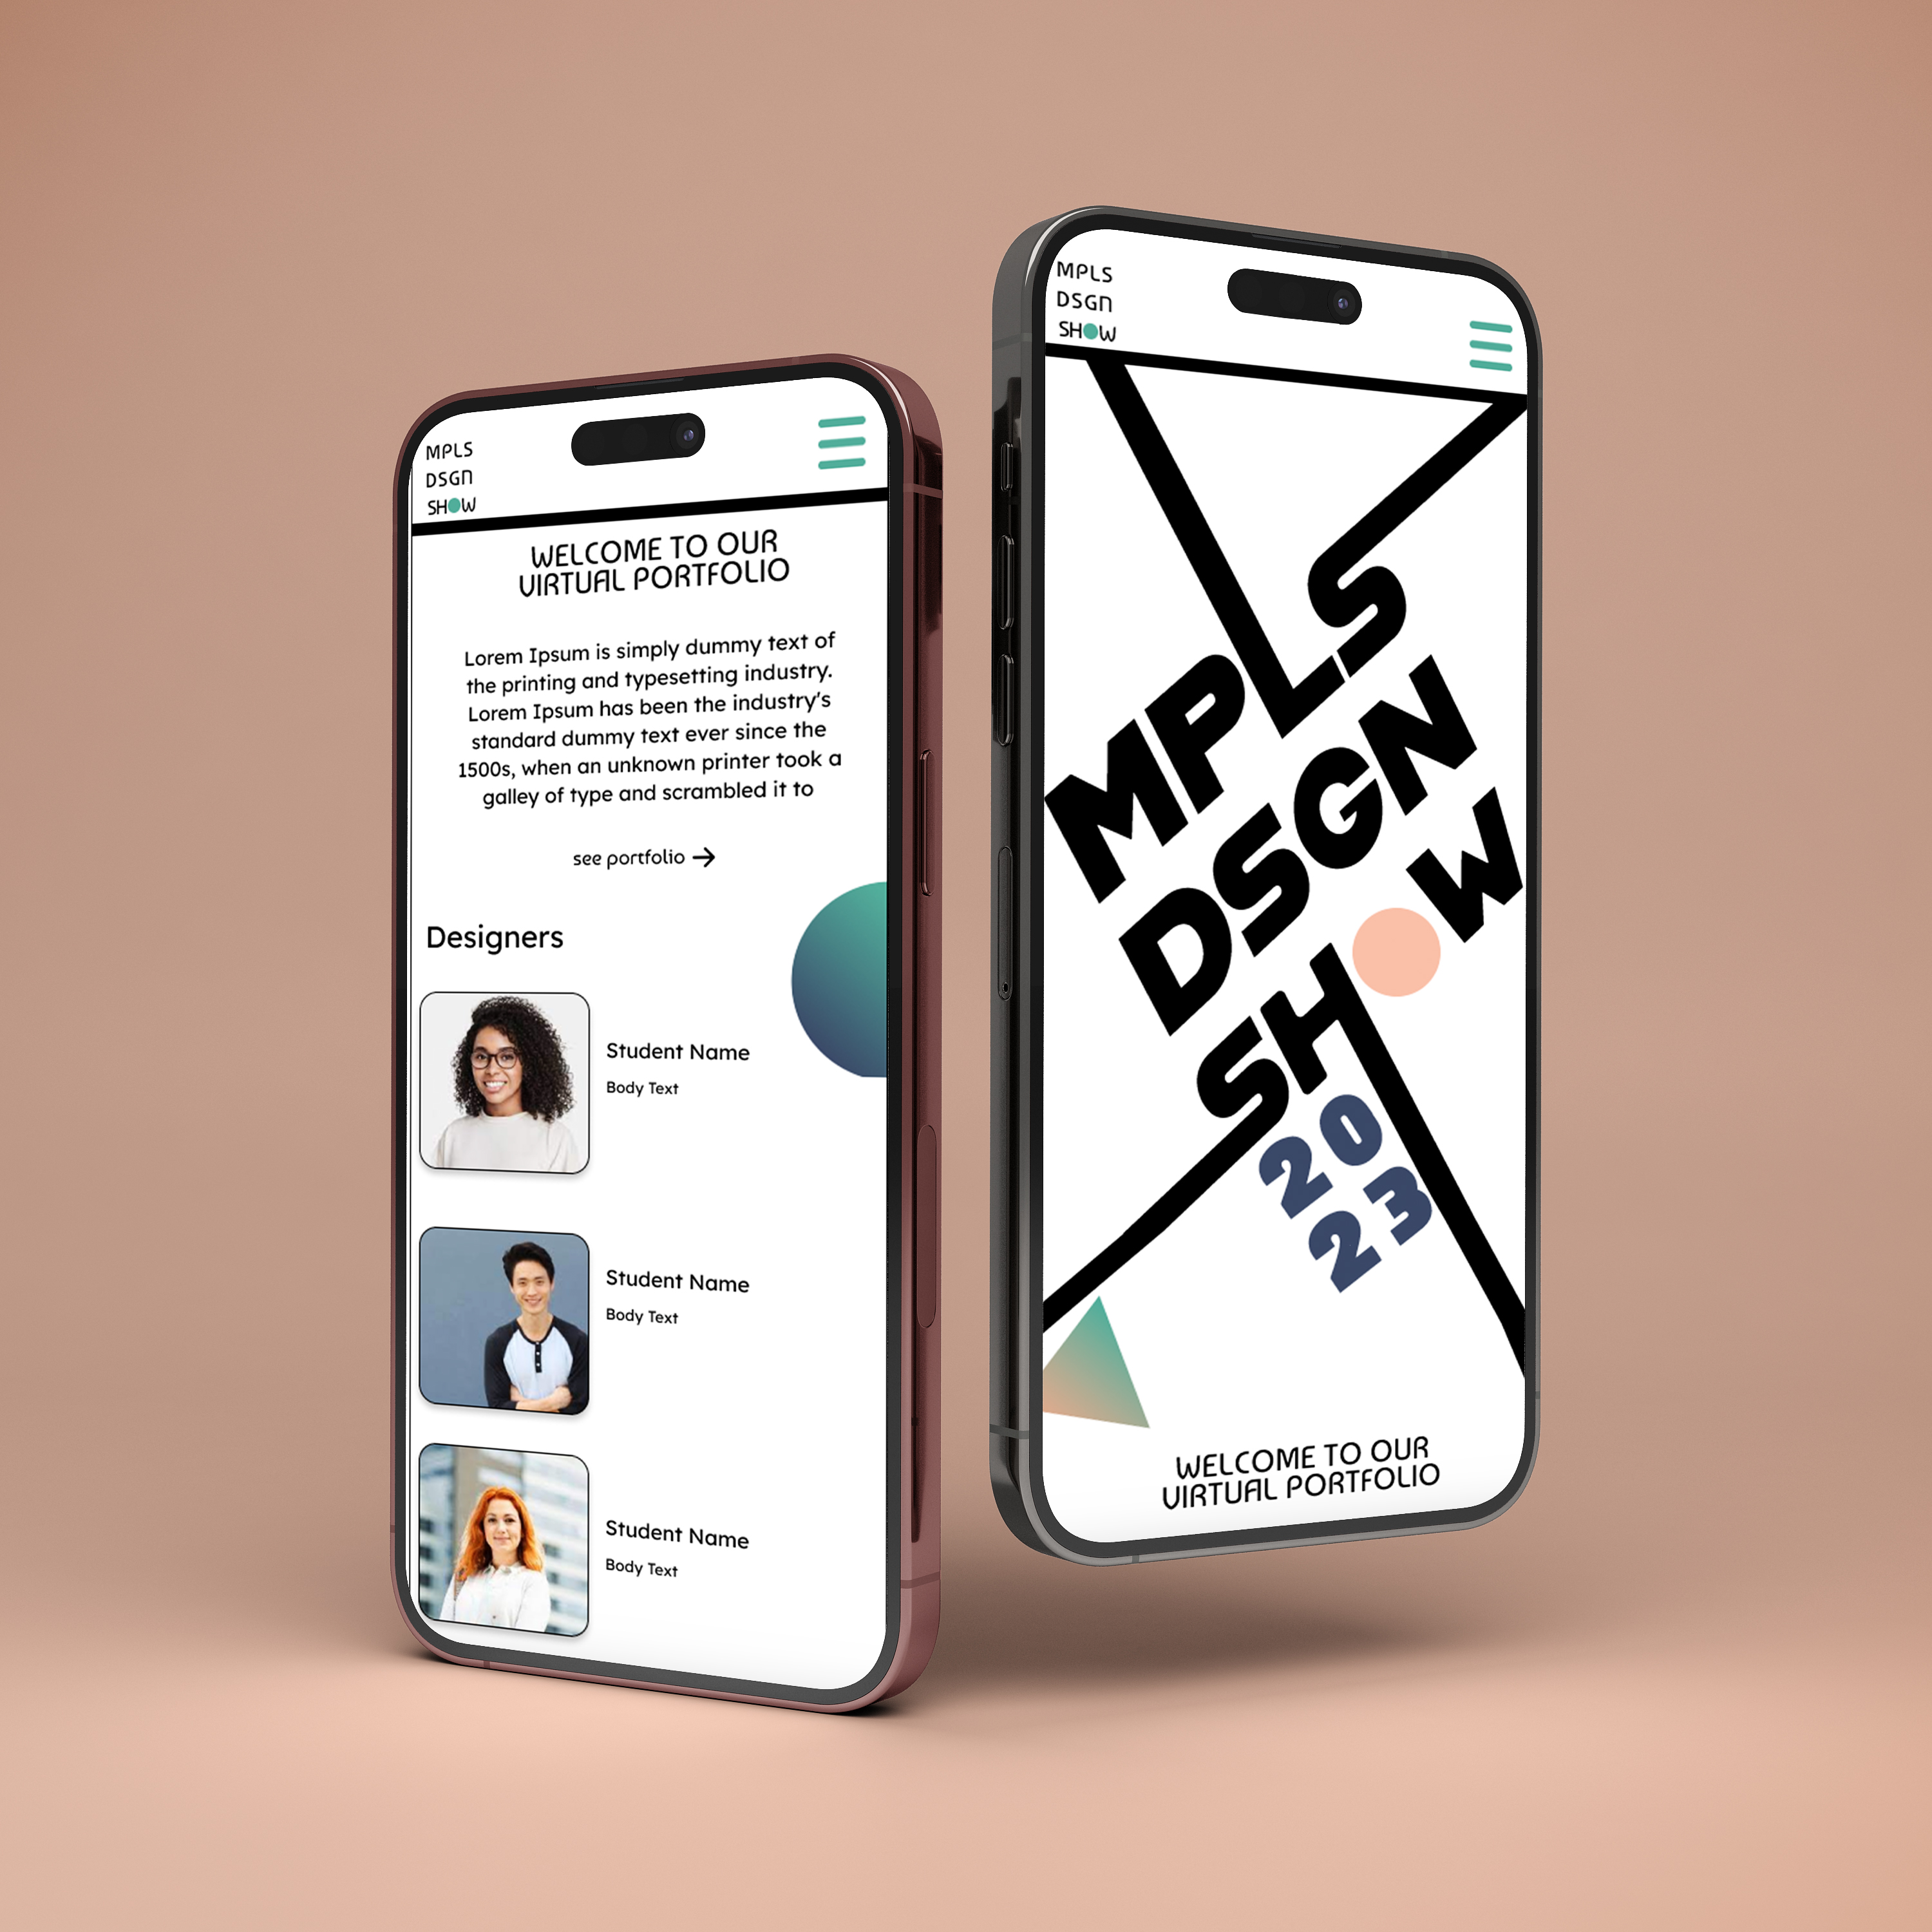 MPLS
DSGN
SHOW
WELCOME TO OUR
VIRTUAL PORTFOLIO
Lorem Ipsum is simply dummy text of
the printing and typesetting industry.
Lorem Ipsum has been the industry's
standard dummy text ever since the
1500s, when an unknown printer took a
galley of type and scrambled it to
see portfolio →
Designers
Student Name
Body Text
Student Name
Body Text
Student Name
Body Text
MPLS
DSGN
SHOW
MPLS
DSGN
SHOW
20
23
WELCOME TO OUR
VIRTUAL PORTFOLIO